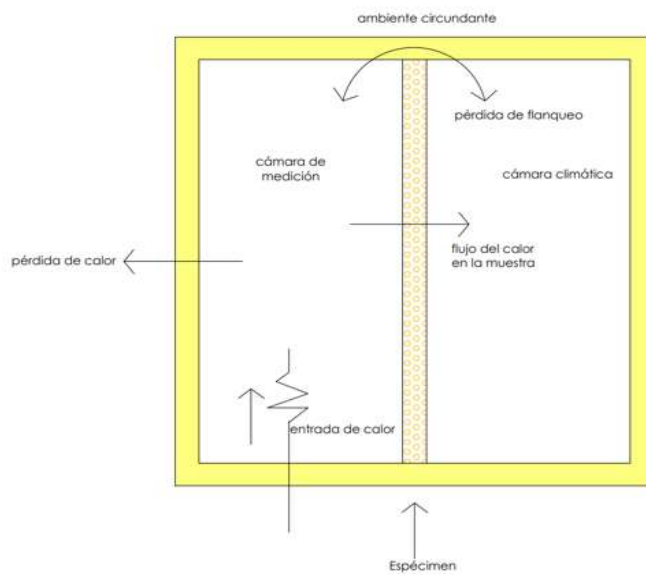 ambiente circundante
pérdida de flanqueo
cámara de
medición
cámara climática
pérdida de calor
flujo del calor
en la muestra
entrada de calor
Espécimen